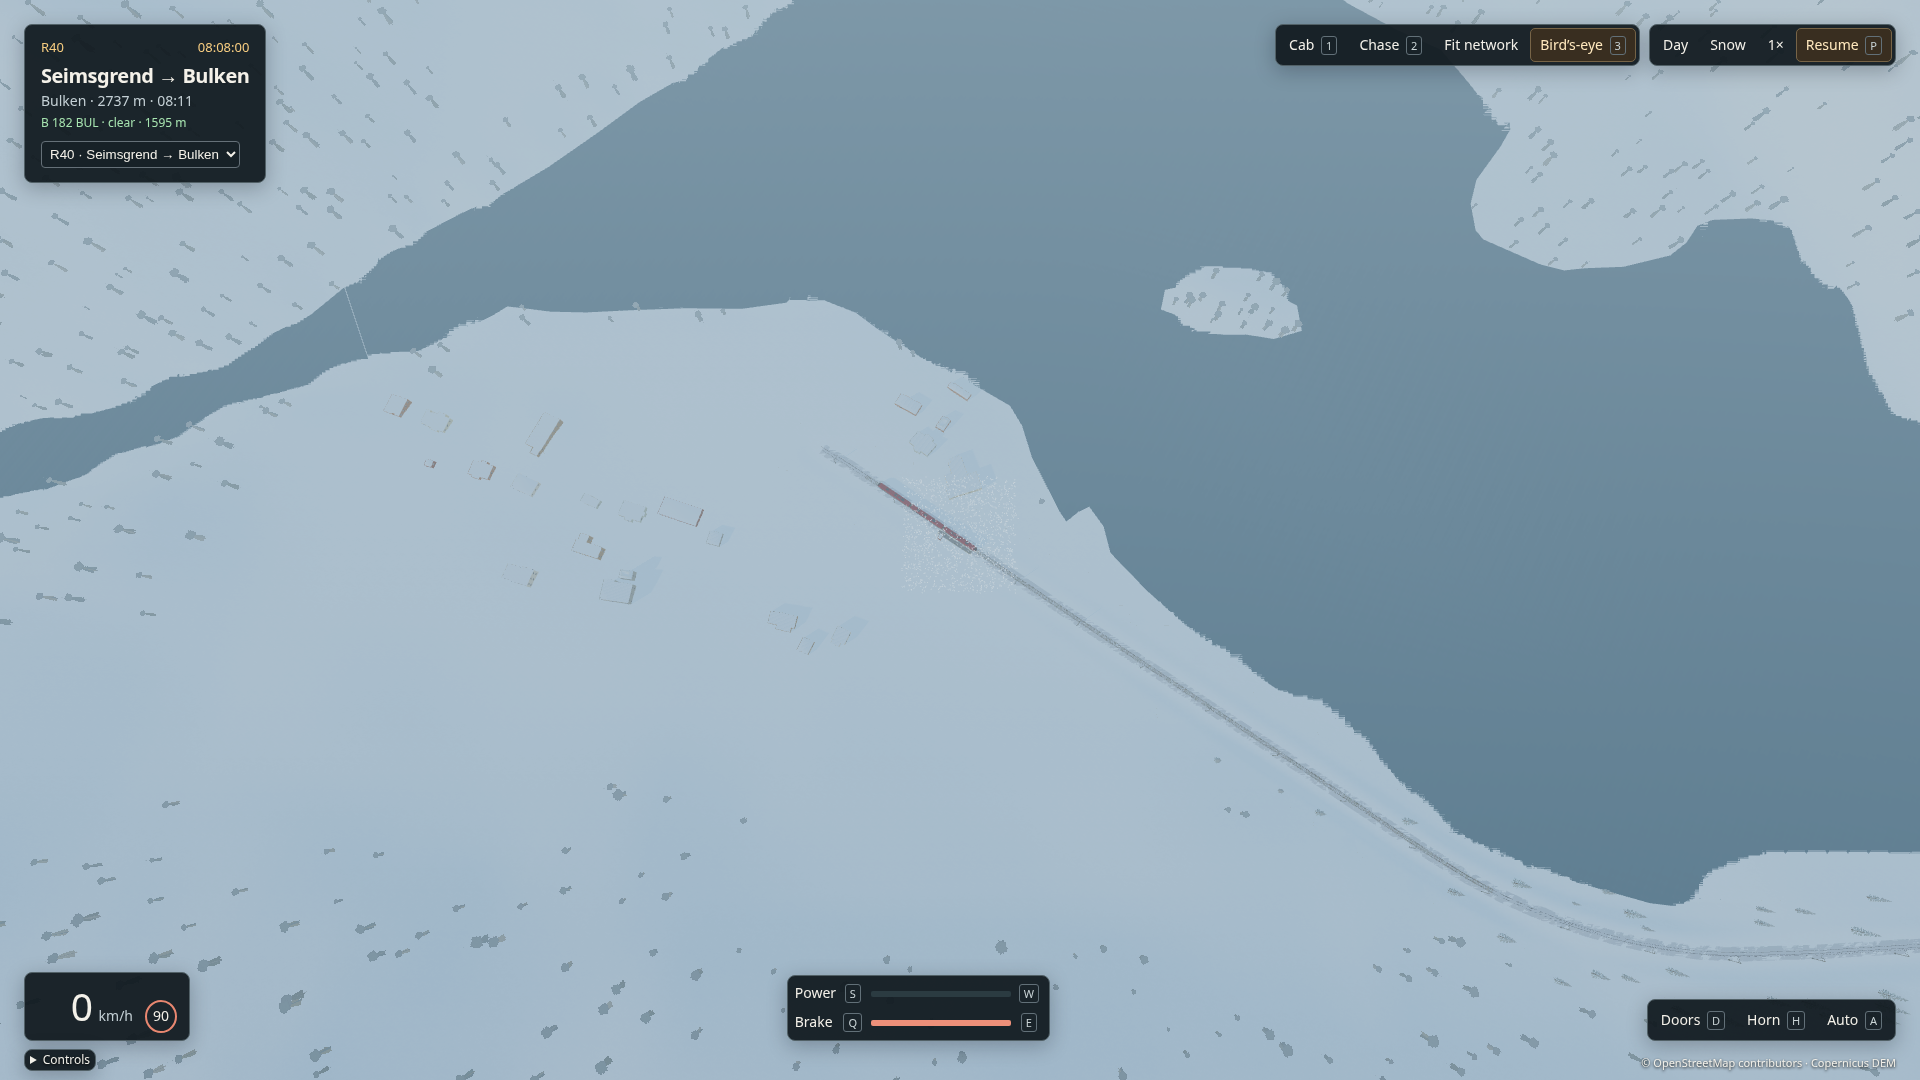 R40 08:08:00
Seimsgrend → Bulken
Bulken · 2737 m · 08:11
B 182 BUL · clear · 1595 m
R40 · Seimsgrend → Bulken
Cab 1 Chase 2 Fit network Bird's-eye 3
Day Snow 1× Resume P
0 km/h 90
Controls
Power S W
Brake Q E
Doors D Horn H Auto A
© OpenStreetMap contributors · Copernicus DEM